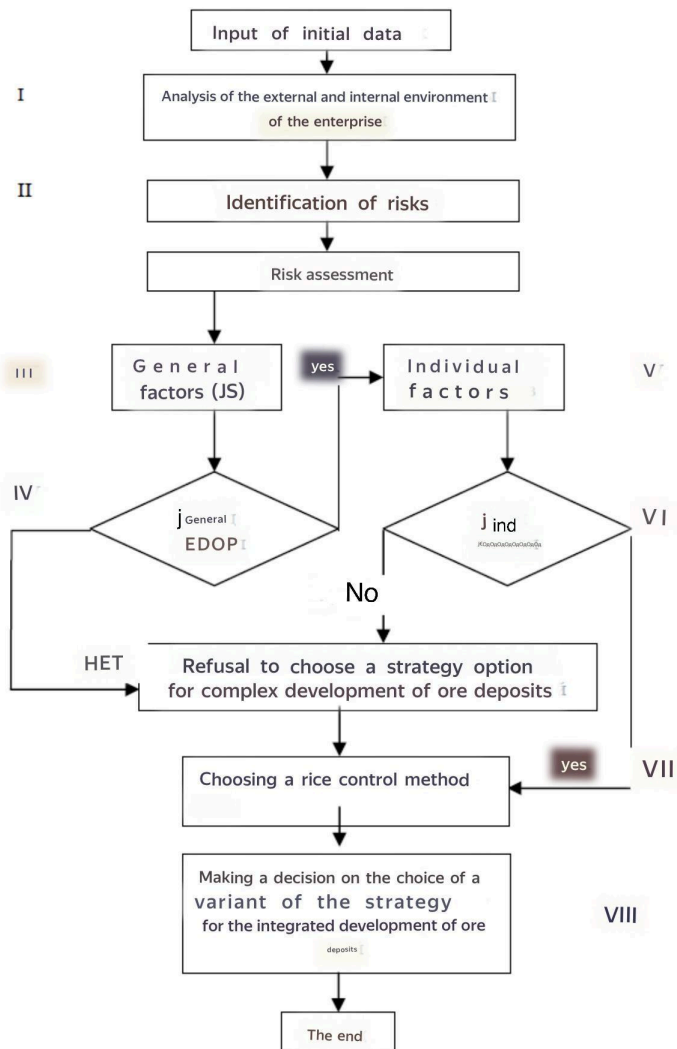 Input of initial data
I
Analysis of the external and internal environment
of the enterprise
II
Identification of risks
Risk assessment
III
General
factors (JS)
yes
Individual
factors
V
IV
j General
EDOP
j ind
VI
No
HET
Refusal to choose a strategy option
for complex development of ore deposits
Choosing a rice control method
yes
VII
Making a decision on the choice of a
variant of the strategy
for the integrated development of ore
deposits
VIII
The end